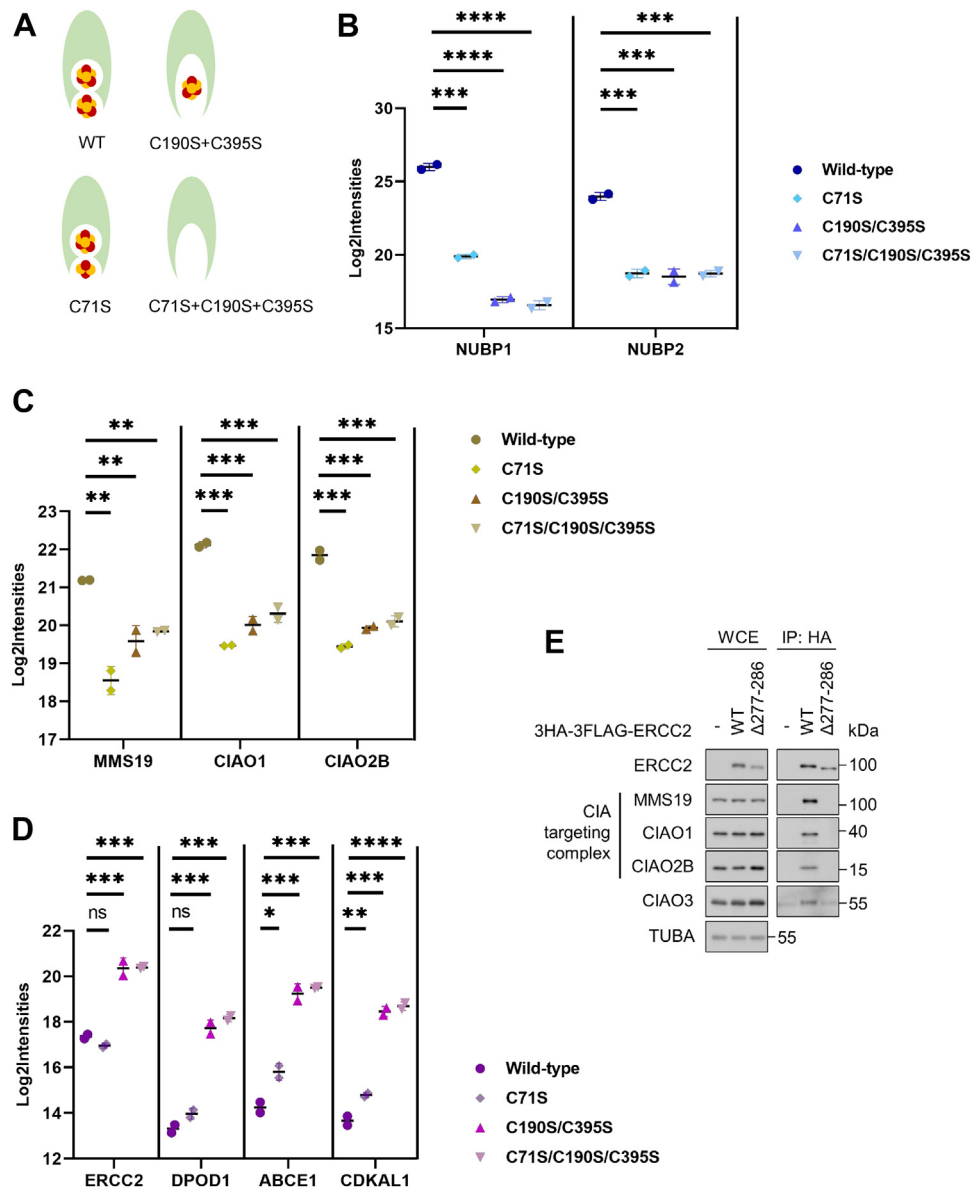 A
WT
C190S+C395S
C71S
C71S+C190S+C395S
B
****
****
***
***
***
***
Log2Intensities
30
25
20
15
NUBP1
NUBP2
Wild-type
C71S
C190S/C395S
C71S/C190S/C395S
C
**
**
**
***
***
***
***
***
***
Log2Intensities
23
22
21
20
19
18
17
MMS19
CIAO1
CIAO2B
Wild-type
C71S
C190S/C395S
C71S/C190S/C395S
D
***
***
ns
***
***
ns
***
***
*
****
***
**
Log2Intensities
22
20
18
16
14
12
ERCC2
DPOD1
ABCE1
CDKAL1
Wild-type
C71S
C190S/C395S
C71S/C190S/C395S
E
WCE
IP: HA
3HA-3FLAG-ERCC2
-
WT
Δ277-286
-
WT
Δ277-286
kDa
ERCC2
100
CIA
targeting
complex
MMS19
100
CIAO1
40
CIAO2B
15
CIAO3
55
TUBA
55